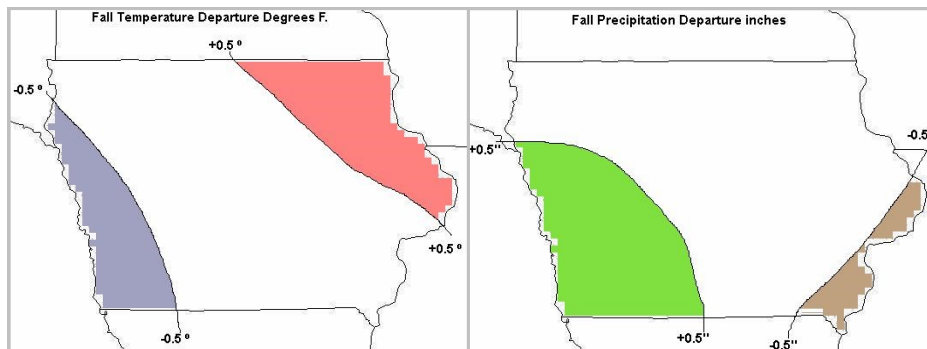 Fall Temperature Departure Degrees F.
+0.5 º
-0.5 º
+0.5 º
-0.5 º
Fall Precipitation Departure inches
-0.5"
+0.5"
+0.5"
-0.5"